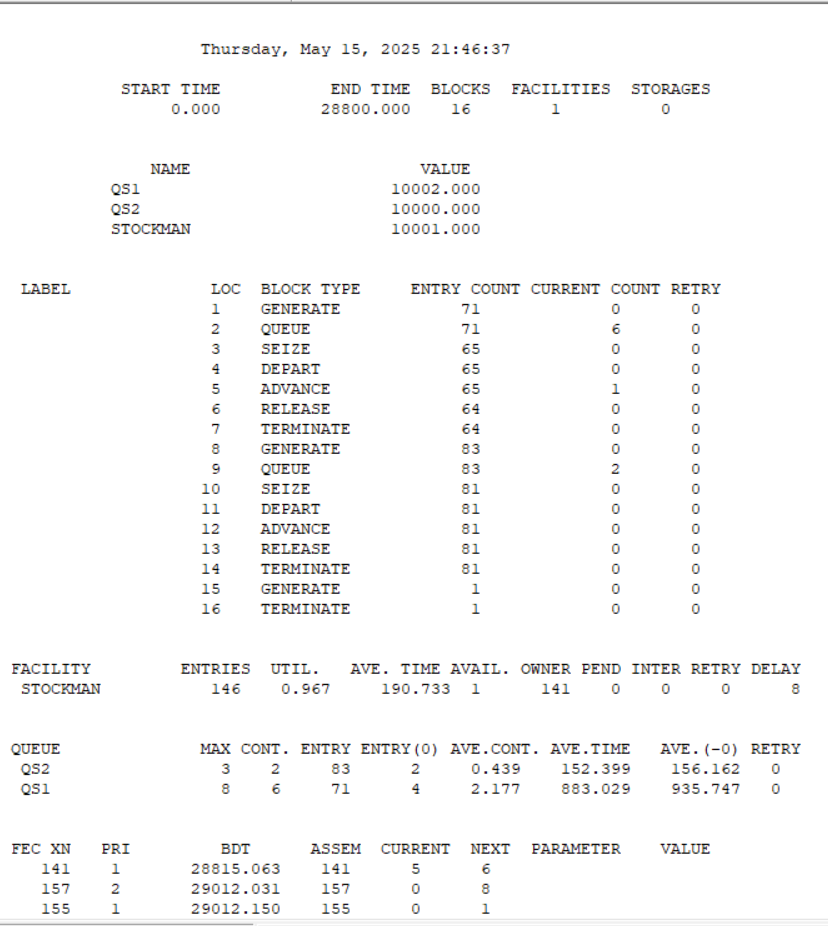 Thursday, May 15, 2025 21:46:37
START TIME END TIME BLOCKS FACILITIES STORAGES
0.000 28800.000 16 1 0
NAME VALUE
QS1 10002.000
QS2 10000.000
STOCKMAN 10001.000
LABEL LOC BLOCK TYPE ENTRY COUNT CURRENT COUNT RETRY
1 GENERATE 71 0 0
2 QUEUE 71 6 0
3 SEIZE 65 0 0
4 DEPART 65 0 0
5 ADVANCE 65 1 0
6 RELEASE 64 0 0
7 TERMINATE 64 0 0
8 GENERATE 83 0 0
9 QUEUE 83 2 0
10 SEIZE 81 0 0
11 DEPART 81 0 0
12 ADVANCE 81 0 0
13 RELEASE 81 0 0
14 TERMINATE 81 0 0
15 GENERATE 1 0 0
16 TERMINATE 1 0 0
FACILITY ENTRIES UTIL. AVE. TIME AVAIL. OWNER PEND INTER RETRY DELAY
STOCKMAN 146 0.967 190.733 1 141 0 0 0 8
QUEUE MAX CONT. ENTRY ENTRY(0) AVE.CONT. AVE.TIME AVE.(-0) RETRY
QS2 3 2 83 2 0.439 152.399 156.162 0
QS1 8 6 71 4 2.177 883.029 935.747 0
FEC XN PRI BDT ASSEM CURRENT NEXT PARAMETER VALUE
141 1 28815.063 141 5 6
157 2 29012.031 157 0 8
155 1 29012.150 155 0 1